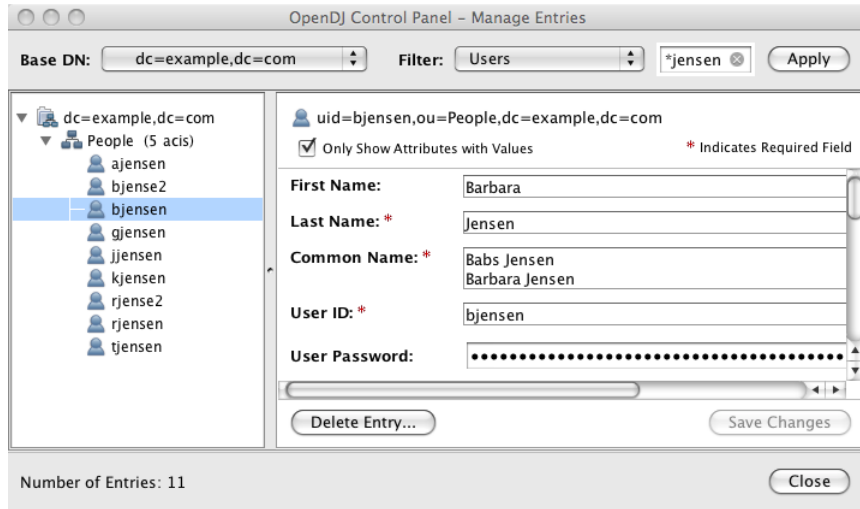 OpenDJ Control Panel – Manage Entries
Base DN: dc=example,dc=com Filter: Users *jensen Apply
dc=example,dc=com
People (5 acis)
ajensen
bjense2
bjensen
gjensen
jjensen
kjensen
rjense2
rjensen
tjensen
uid=bjensen,ou=People,dc=example,dc=com
Only Show Attributes with Values * Indicates Required Field
First Name: Barbara
Last Name: * Jensen
Common Name: * Babs Jensen
Barbara Jensen
User ID: * bjensen
User Password: ••••••••••••••••••••••••••••••••••••••
Delete Entry... Save Changes
Number of Entries: 11 Close